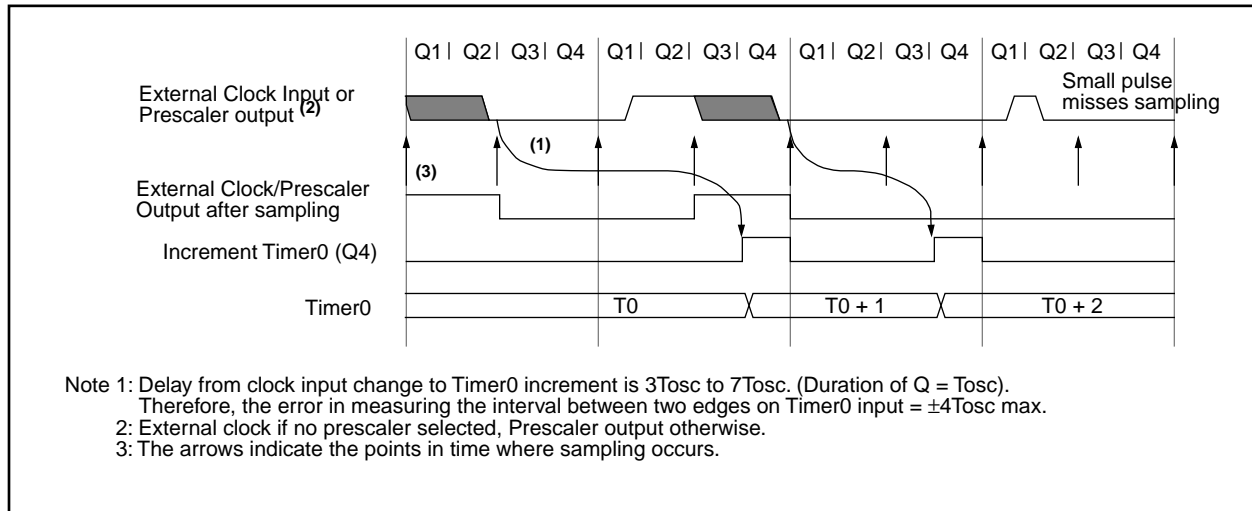 Q1| Q2| Q3| Q4 Q1| Q2| Q3| Q4 Q1| Q2| Q3| Q4 Q1| Q2| Q3| Q4
External Clock Input or
Prescaler output (2)
Small pulse
misses sampling
(1)
(3)
External Clock/Prescaler
Output after sampling
Increment Timer0 (Q4)
Timer0 T0 T0 + 1 T0 + 2
Note 1: Delay from clock input change to Timer0 increment is 3Tosc to 7Tosc. (Duration of Q = Tosc).
Therefore, the error in measuring the interval between two edges on Timer0 input = ±4Tosc max.
2: External clock if no prescaler selected, Prescaler output otherwise.
3: The arrows indicate the points in time where sampling occurs.